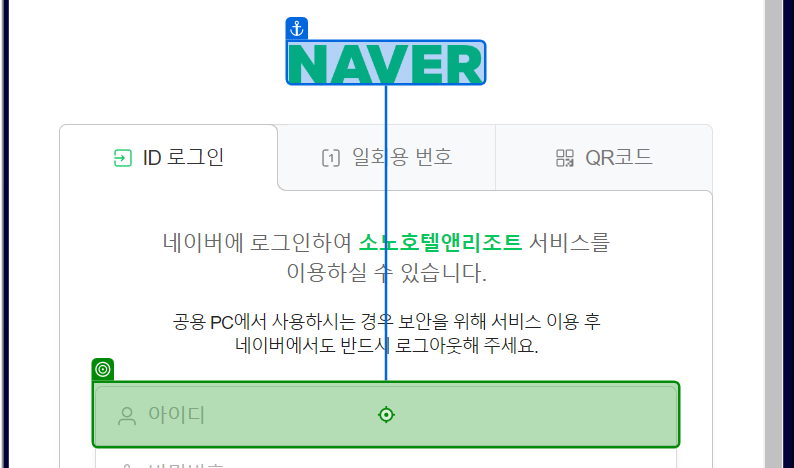 NAVER
ID 로그인
1 일회용 번호
QR코드
네이버에 로그인하여 소노호텔앤리조트 서비스를
이용하실 수 있습니다.
공용 PC에서 사용하시는 경우 보안을 위해 서비스 이용 후
네이버에서도 반드시 로그아웃해 주세요.
아이디